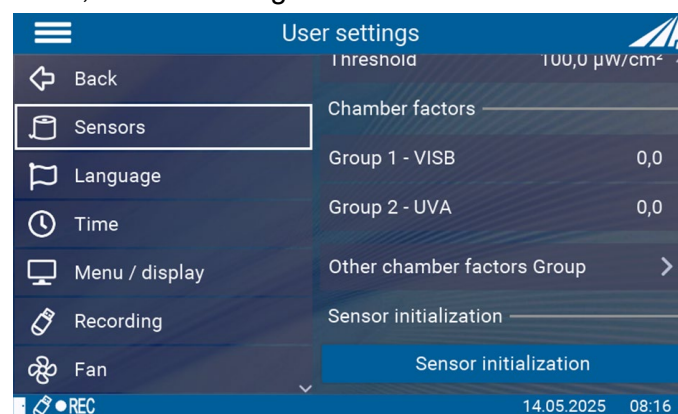 User settings
Back
Sensors
Language
Time
Menu / display
Recording
Fan
Threshold 100,0 µW/cm²
Chamber factors
Group 1 - VISB 0,0
Group 2 - UVA 0,0
Other chamber factors Group
Sensor initialization
Sensor initialization
REC 14.05.2025 08:16